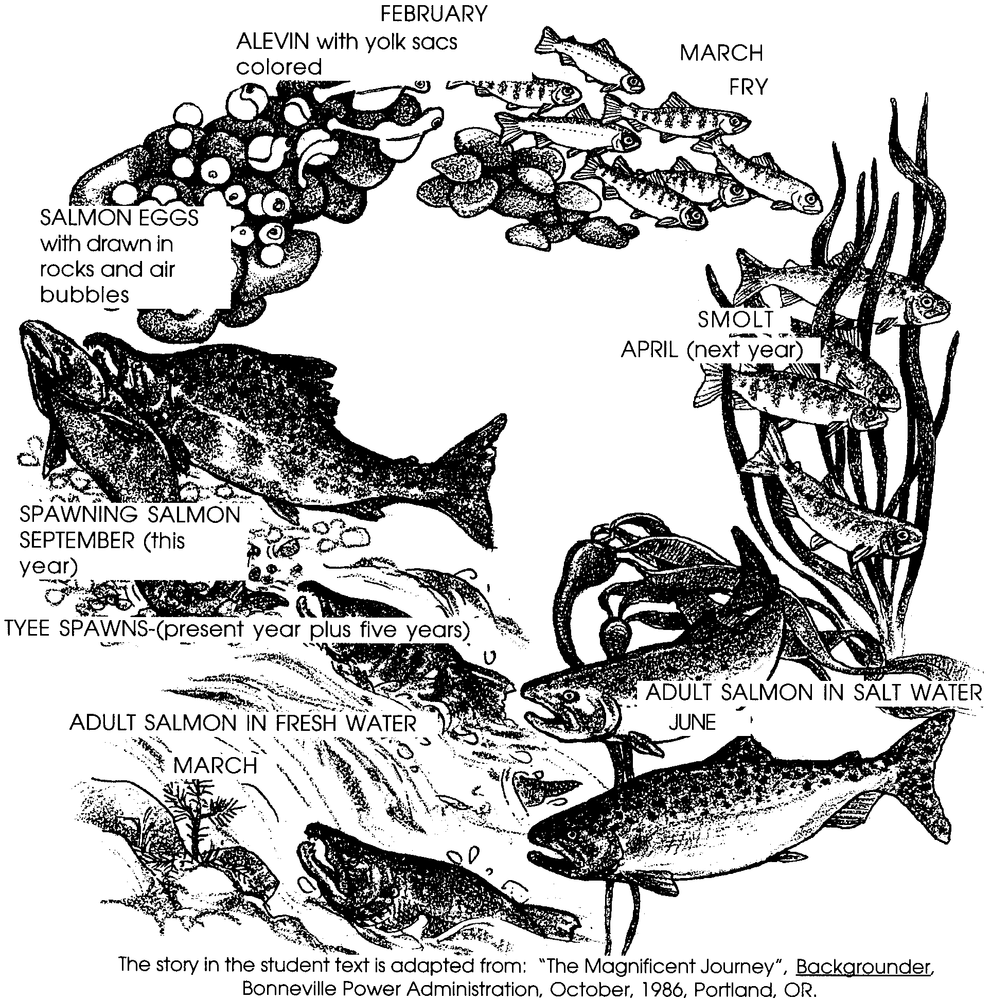 FEBRUARY
ALEVIN with yolk sacs
colored
MARCH
FRY
SALMON EGGS
with drawn in
rocks and air
bubbles
SMOLT
APRIL (next year)
SPAWNING SALMON
SEPTEMBER (this
year)
TYEE SPAWNS-(present year plus five years)
ADULT SALMON IN SALT WATER
JUNE
ADULT SALMON IN FRESH WATER
MARCH
The story in the student text is adapted from: "The Magnificent Journey", Backgrounder,
Bonneville Power Administration, October, 1986, Portland, OR.